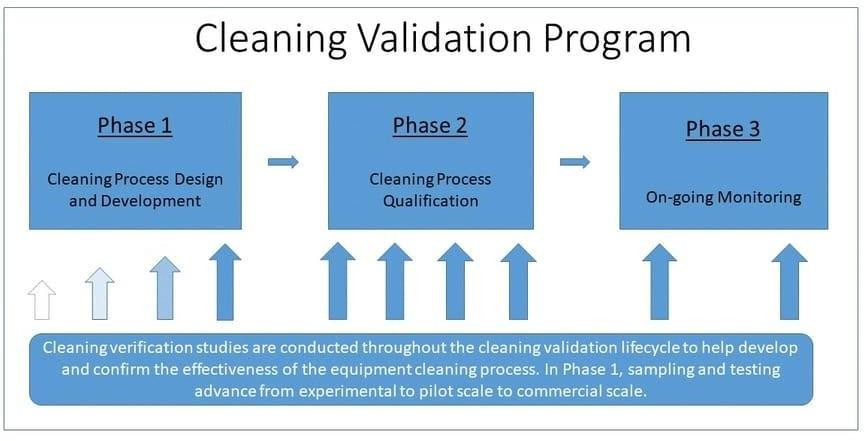 Cleaning Validation Program
Phase 1
Cleaning Process Design
and Development
Phase 2
Cleaning Process
Qualification
Phase 3
On-going Monitoring
Cleaning verification studies are conducted throughout the cleaning validation lifecycle to help develop
and confirm the effectiveness of the equipment cleaning process. In Phase 1, sampling and testing
advance from experimental to pilot scale to commercial scale.